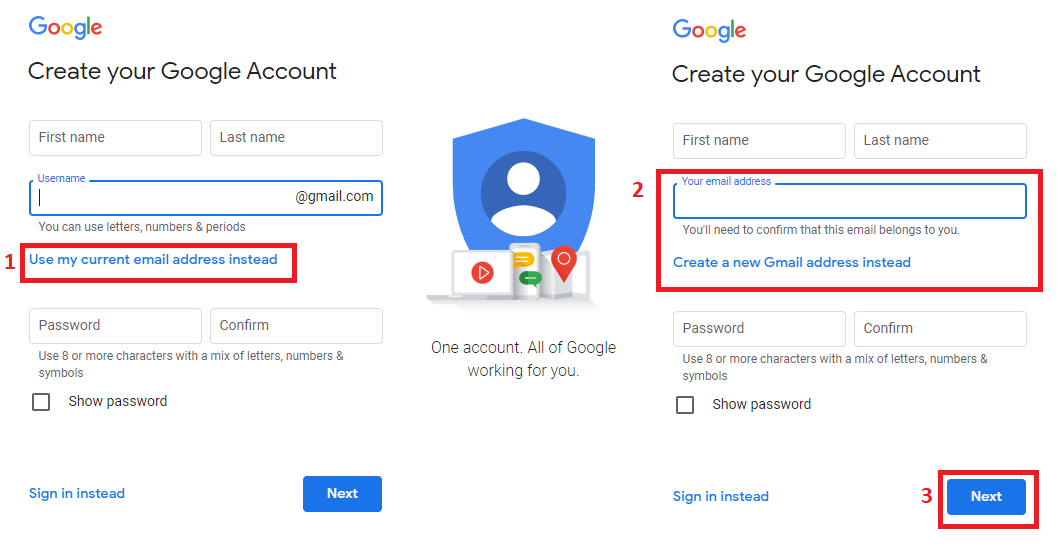 Google
Create your Google Account
First name
Last name
Username
@gmail.com
You can use letters, numbers & periods
1
Use my current email address instead
Password
Confirm
Use 8 or more characters with a mix of letters, numbers &
symbols
Show password
Sign in instead
Next
One account. All of Google
working for you.
Google
Create your Google Account
First name
Last name
2
Your email address
You'll need to confirm that this email belongs to you.
Create a new Gmail address instead
Password
Confirm
Use 8 or more characters with a mix of letters, numbers &
symbols
Show password
Sign in instead
3
Next